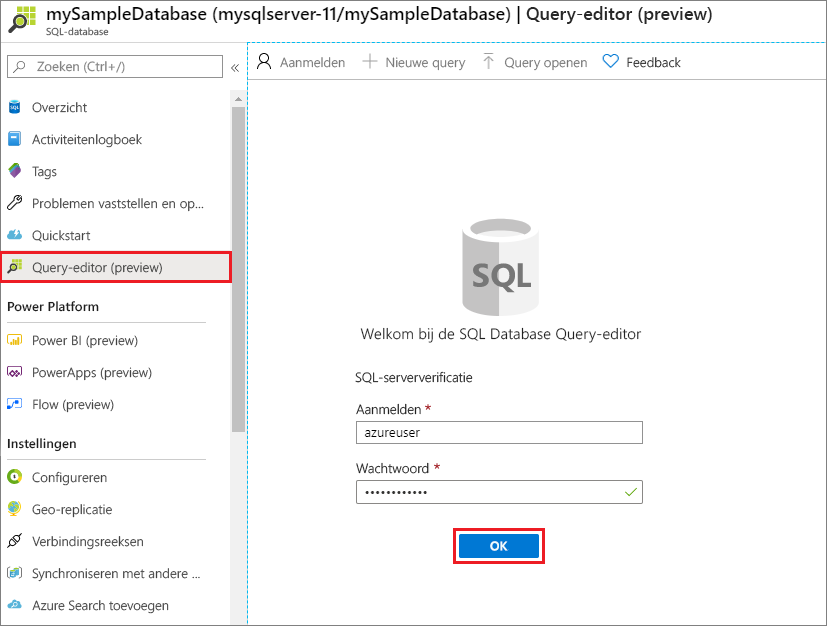 mySampleDatabase (mysqlserver-11/mySampleDatabase) | Query-editor (preview)
SQL-database
Zoeken (Ctrl+/)
«
Aanmelden
Nieuwe query
Query openen
Feedback
Overzicht
Activiteitenlogboek
Tags
Problemen vaststellen en op...
Quickstart
Query-editor (preview)
Power Platform
Power BI (preview)
PowerApps (preview)
Flow (preview)
Instellingen
Configureren
Geo-replicatie
Verbindingsreeksen
Synchroniseren met andere ...
Azure Search toevoegen
SQL
Welkom bij de SQL Database Query-editor
SQL-serververificatie
Aanmelden *
azureuser
Wachtwoord *
••••••••••••
OK